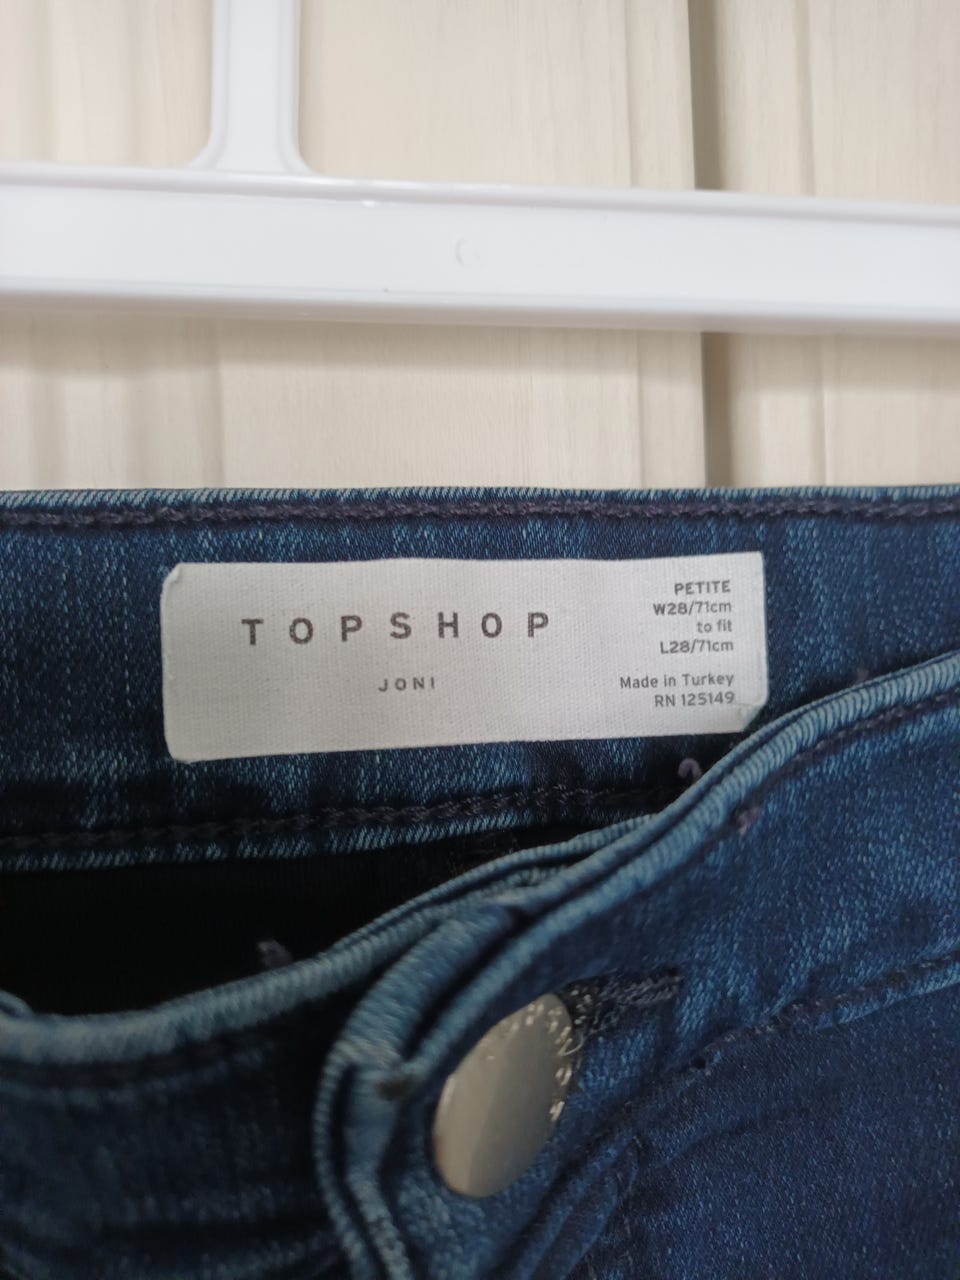 TOPSHOP
JONI
PETITE
W28/71cm
to fit
L28/71cm
Made in Turkey
RN 125149